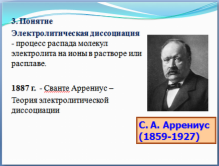 3. Понятие
Электролитическая диссоциация
- процесс распада молекул
электролита на ионы в растворе или
расплаве.
1887 г. - Сванте Аррениус –
Теория электролитической
диссоциации
С. А. Аррениус
(1859-1927)